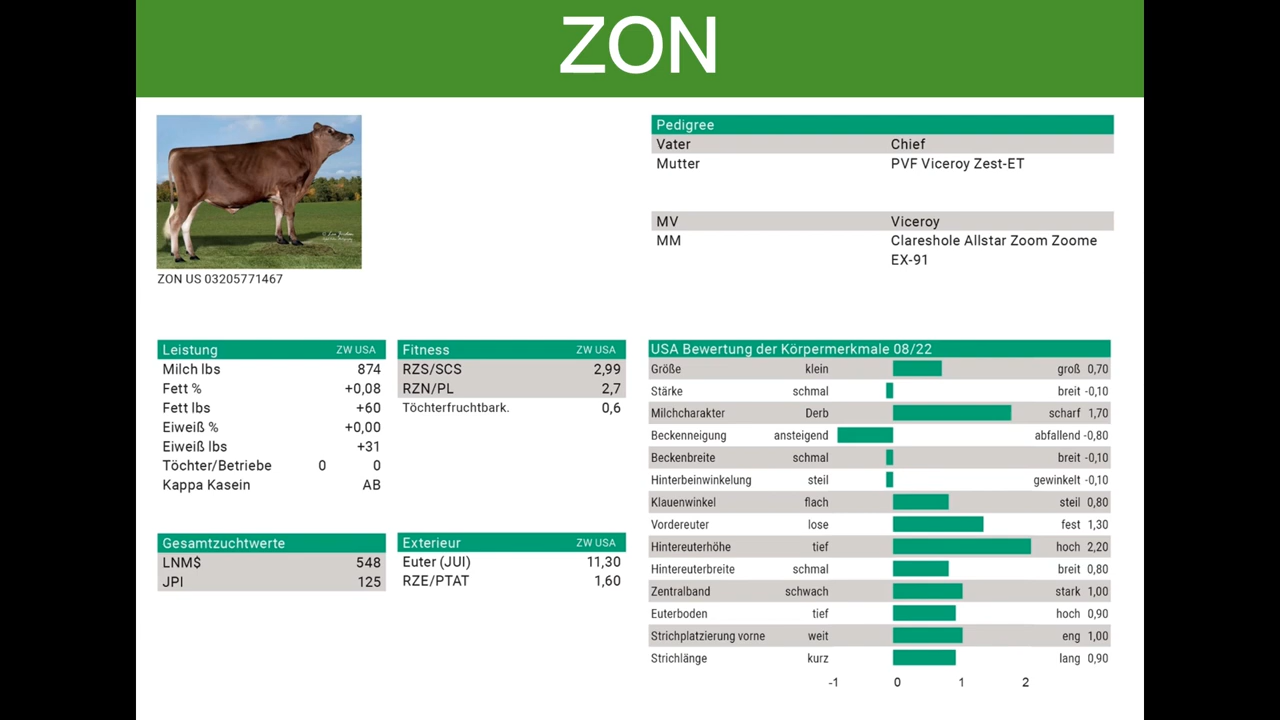 ZON
Pedigree
Vater Chief
Mutter PVF Viceroy Zest-ET
MV Viceroy
MM Clareshole Allstar Zoom Zoome
EX-91
ZON US 03205771467
Leistung ZW USA
Milch lbs 874
Fett % +0,08
Fett lbs +60
Eiweiß % +0,00
Eiweiß lbs +31
Töchter/Betriebe 0 0
Kappa Kasein AB
Fitness ZW USA
RZS/SCS 2,99
RZN/PL 2,7
Töchterfruchtbark. 0,6
Gesamtzuchtwerte
LNM$ 548
JPI 125
Exterieur ZW USA
Euter (JUI) 11,30
RZE/PTAT 1,60
USA Bewertung der Körpermerkmale 08/22
Größe klein groß 0,70
Stärke schmal breit -0,10
Milchcharakter Derb scharf 1,70
Beckenneigung ansteigend abfallend -0,80
Beckenbreite schmal breit -0,10
Hinterbeinwinkelung steil gewinkelt -0,10
Klauenwinkel flach steil 0,80
Vordereuter lose fest 1,30
Hintereuterhöhe tief hoch 2,20
Hintereuterbreite schmal breit 0,80
Zentralband schwach stark 1,00
Euterboden tief hoch 0,90
Strichplatzierung vorne weit eng 1,00
Strichlänge kurz lang 0,90
-1 0 1 2